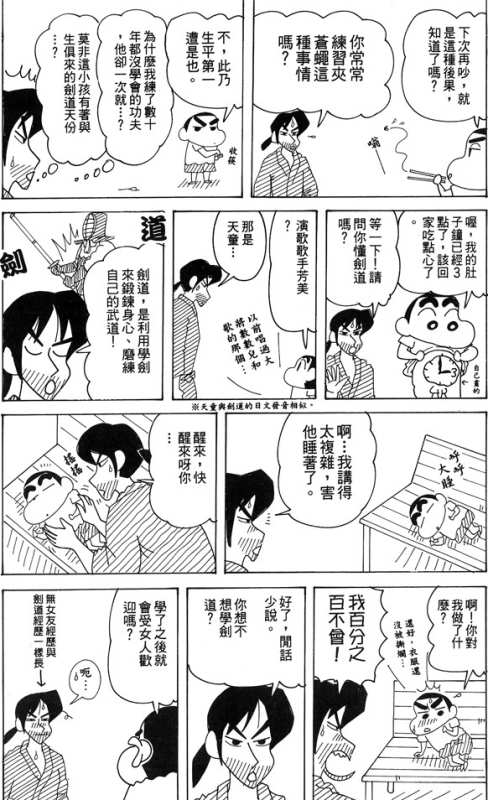 下次再吵，就
是這種後果，
知道了嗎？
你常常
練習夾
蒼蠅這
種事情
嗎？
嗡
不，此乃
生平第一
遭是也。
收筷
為什麼我練了數十
年都沒學會的功夫
，他卻一次就…？
莫非這小孩有著與
生俱來的劍道天份
…？
喔，我的肚
子鐘已經3
點了，該回
家吃點心了
。
自己畫的
3
等一下！請
問你懂劍道
嗎？
演歌歌手芳美
？
以前唱過大
將數數兒和
歌的那個…
那是
天童…
※天童與劍道的日文發音相似。
劍道
劍道，是利用學劍
來鍛鍊身心、磨練
自己的武道！
呼呼
大睡
啊…我講得
太複雜，害
他睡著了。
醒來，快
醒來呀你
…
搖搖
啊！你對
我做了什
麼？
還好，衣服還
沒被撕爛…
我百分之
百不曾！
好了，閒話
少說。
你想不
想學劍
道？
學了之後就
會受女人歡
迎嗎？
呃…
無女友經歷與
劍道經歷一樣長